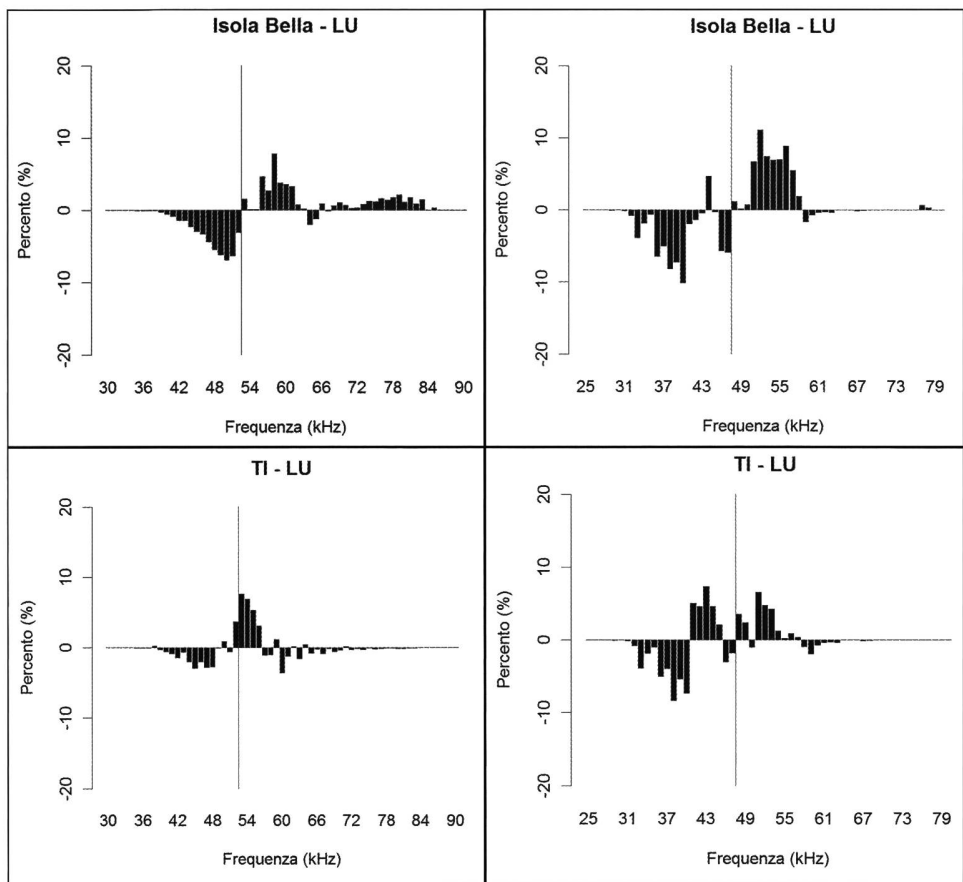 Isola Bella - LU
Percento (%)
20
10
0
-10
-20
30 36 42 48 54 60 66 72 78 84 90
Frequenza (kHz)
Isola Bella - LU
Percento (%)
20
10
0
-10
-20
25 31 37 43 49 55 61 67 73 79
Frequenza (kHz)
TI - LU
Percento (%)
20
10
0
-10
-20
30 36 42 48 54 60 66 72 78 84 90
Frequenza (kHz)
TI - LU
Percento (%)
20
10
0
-10
-20
25 31 37 43 49 55 61 67 73 79
Frequenza (kHz)